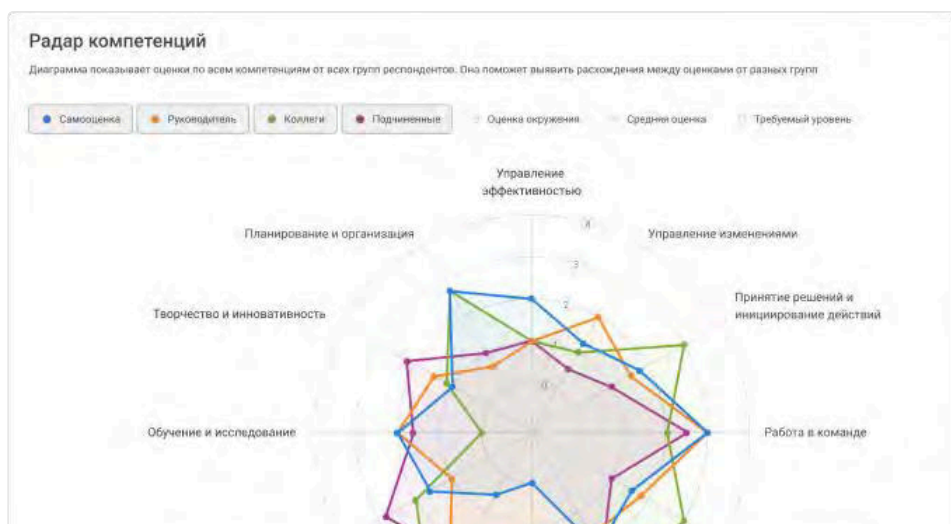 Радар компетенций
Диаграмма показывает оценки по всем компетенциям от всех групп респондентов. Она поможет выявить расхождения между оценками от разных групп
Самооценка Руководитель Коллеги Подчиненные Оценка окружения Средняя оценка Требуемый уровень
Управление
эффективностью
4
Планирование и организация Управление изменениями
3
Принятие решений и
2
Творчество и инновативность инициирование действий
1
0
Обучение и исследование Работа в команде